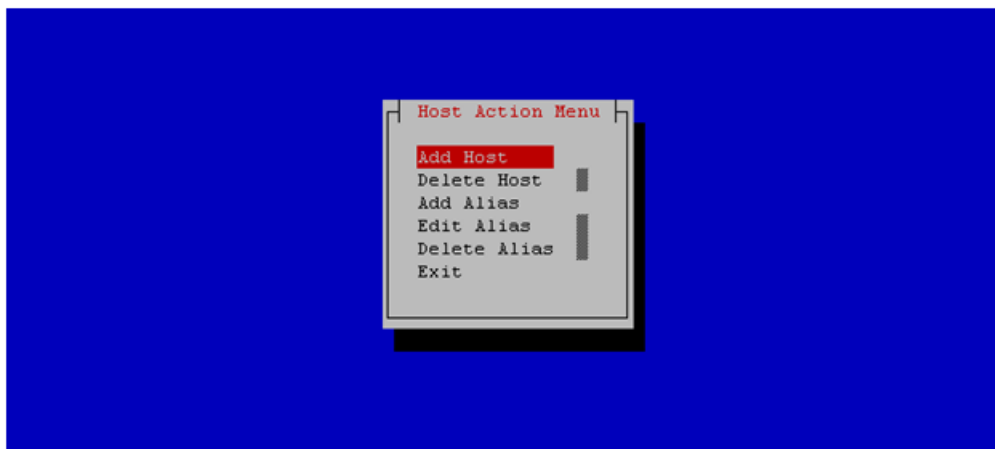 Host Action Menu
Add Host
Delete Host
Add Alias
Edit Alias
Delete Alias
Exit